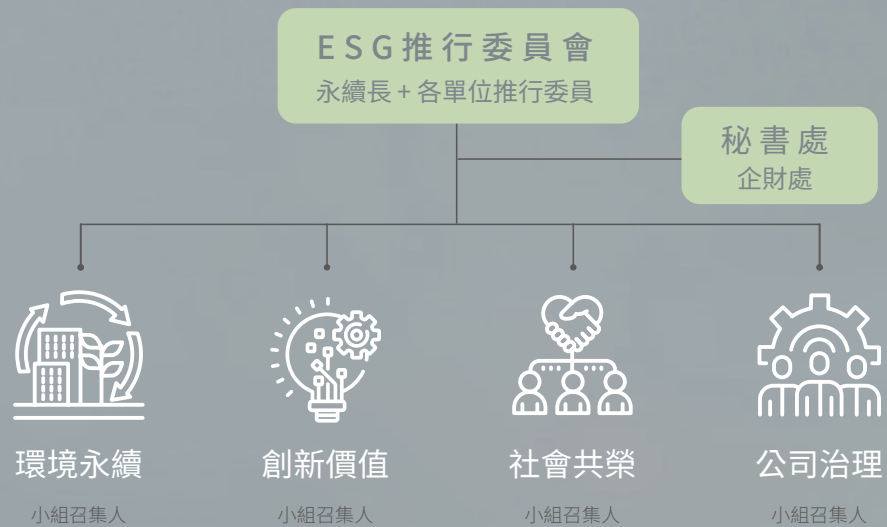 ESG推行委員會
永續長+各單位推行委員
秘書處
企財處
環境永續
創新價值
社會共榮
公司治理
小組召集人
小組召集人
小組召集人
小組召集人